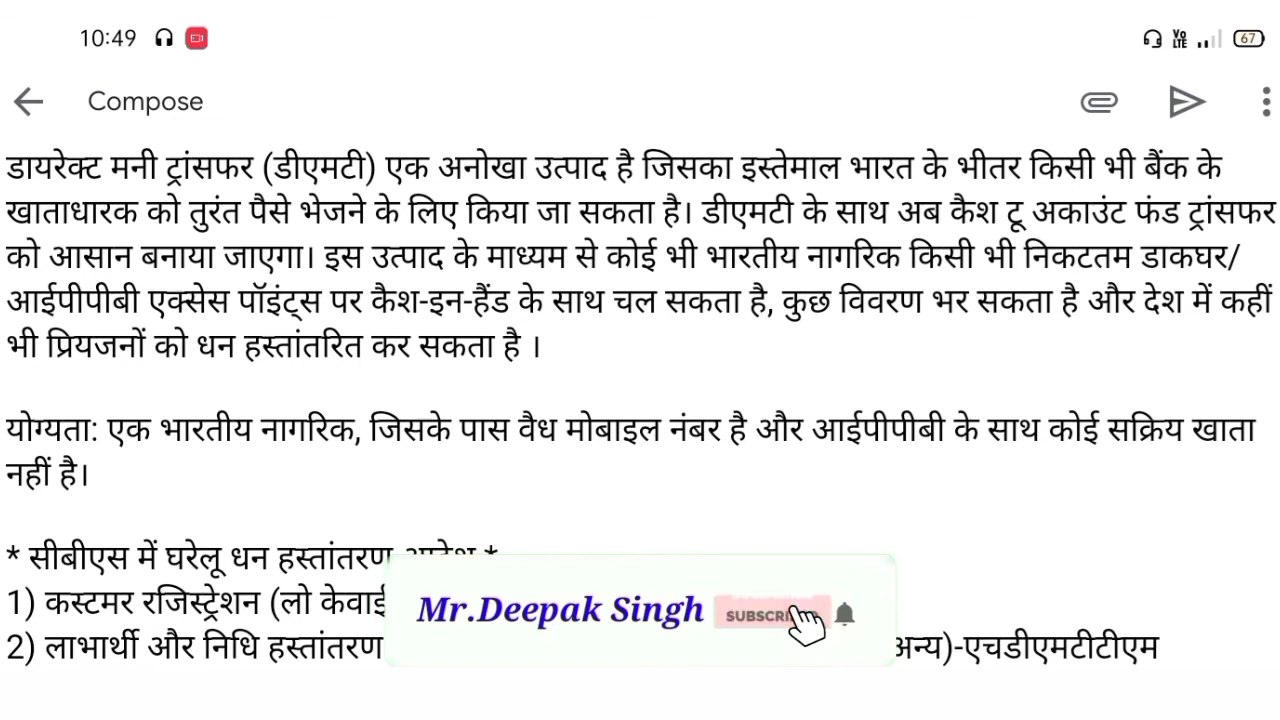 10:49
Vo LTE 67
Compose
डायरेक्ट मनी ट्रांसफर (डीएमटी) एक अनोखा उत्पाद है जिसका इस्तेमाल भारत के भीतर किसी भी बैंक के
खाताधारक को तुरंत पैसे भेजने के लिए किया जा सकता है। डीएमटी के साथ अब कैश टू अकाउंट फंड ट्रांसफर
को आसान बनाया जाएगा। इस उत्पाद के माध्यम से कोई भी भारतीय नागरिक किसी भी निकटतम डाकघर/
आईपीपीबी एक्सेस पॉइंट्स पर कैश-इन-हैंड के साथ चल सकता है, कुछ विवरण भर सकता है और देश में कहीं
भी प्रियजनों को धन हस्तांतरित कर सकता है ।
योग्यता: एक भारतीय नागरिक, जिसके पास वैध मोबाइल नंबर है और आईपीपीबी के साथ कोई सक्रिय खाता
नहीं है।
* सीबीएस में घरेलू धन हस्तांतरण
1) कस्टमर रजिस्ट्रेशन (लो
Mr.Deepak Singh
2) लाभार्थी और निधि हस्तांतरण अन्य)-एचडीएमटीटीएम